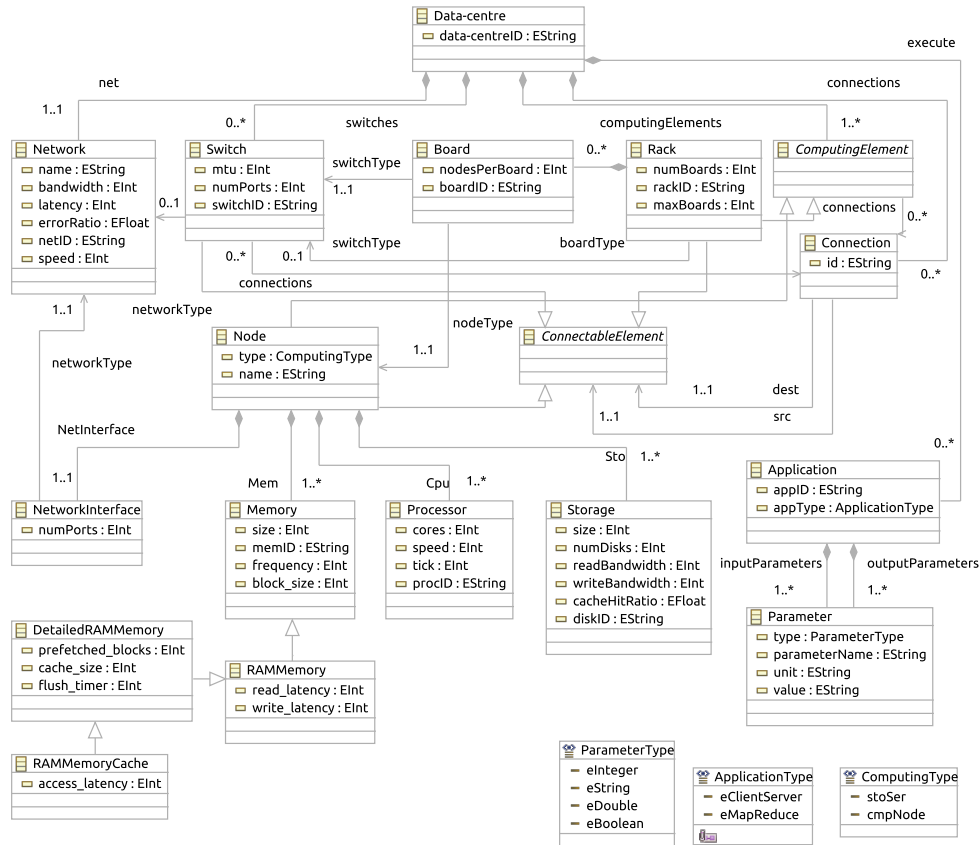 Data-centre
data-centreID : EString
execute
net
connections
1..1
0..*
switches
computingElements
1..*
Network
name : EString
bandwidth : EInt
latency : EInt
errorRatio : EFloat
netID : EString
speed : EInt
0..1
Switch
mtu : EInt
numPorts : EInt
switchID : EString
switchType
1..1
Board
nodesPerBoard : EInt
boardID : EString
0..*
Rack
numBoards : EInt
rackID : EString
maxBoards : EInt
ComputingElement
connections
0..*
Connection
id : EString
0..*
switchType
boardType
0..*
0..1
connections
1..1
networkType
nodeType
networkType
Node
type : ComputingType
name : EString
1..1
ConnectableElement
1..1
dest
1..1
src
NetInterface
1..1
Mem
1..*
Cpu
1..*
Sto
1..*
0..*
NetworkInterface
numPorts : EInt
Memory
size : EInt
memID : EString
frequency : EInt
block_size : EInt
Processor
cores : EInt
speed : EInt
tick : EInt
procID : EString
Storage
size : EInt
numDisks : EInt
readBandwidth : EInt
writeBandwidth : EInt
cacheHitRatio : EFloat
diskID : EString
Application
appID : EString
appType : ApplicationType
inputParameters
outputParameters
1..*
1..*
Parameter
type : ParameterType
parameterName : EString
unit : EString
value : EString
DetailedRAMMemory
prefetched_blocks : EInt
cache_size : EInt
flush_timer : EInt
RAMMemory
read_latency : EInt
write_latency : EInt
RAMMemoryCache
access_latency : EInt
ParameterType
eInteger
eString
eDouble
eBoolean
ApplicationType
eClientServer
eMapReduce
ComputingType
stoSer
cmpNode